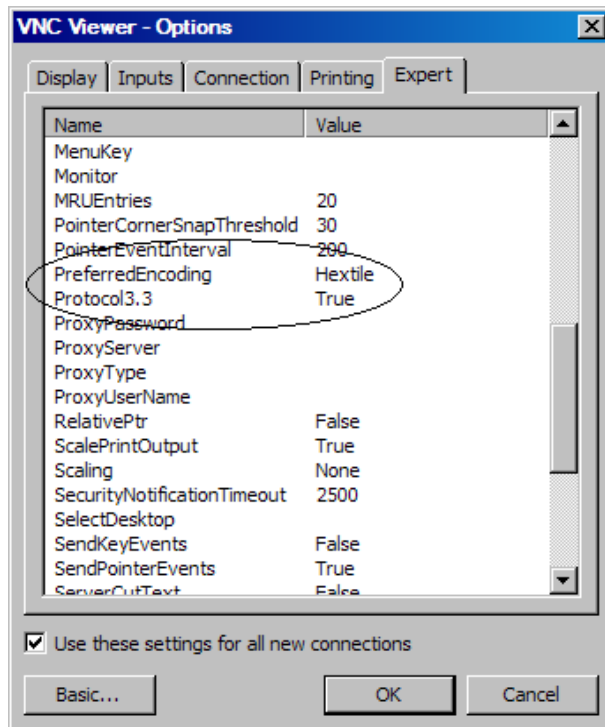 VNC Viewer - Options
Display Inputs Connection Printing Expert
Name Value
MenuKey
Monitor
MRUEntries 20
PointerCornerSnapThreshold 30
PointerEventInterval 200
PreferredEncoding Hextile
Protocol3.3 True
ProxyPassword
ProxyServer
ProxyType
ProxyUserName
RelativePtr False
ScalePrintOutput True
Scaling None
SecurityNotificationTimeout 2500
SelectDesktop
SendKeyEvents False
SendPointerEvents True
ServerCutText False
Use these settings for all new connections
Basic... OK Cancel